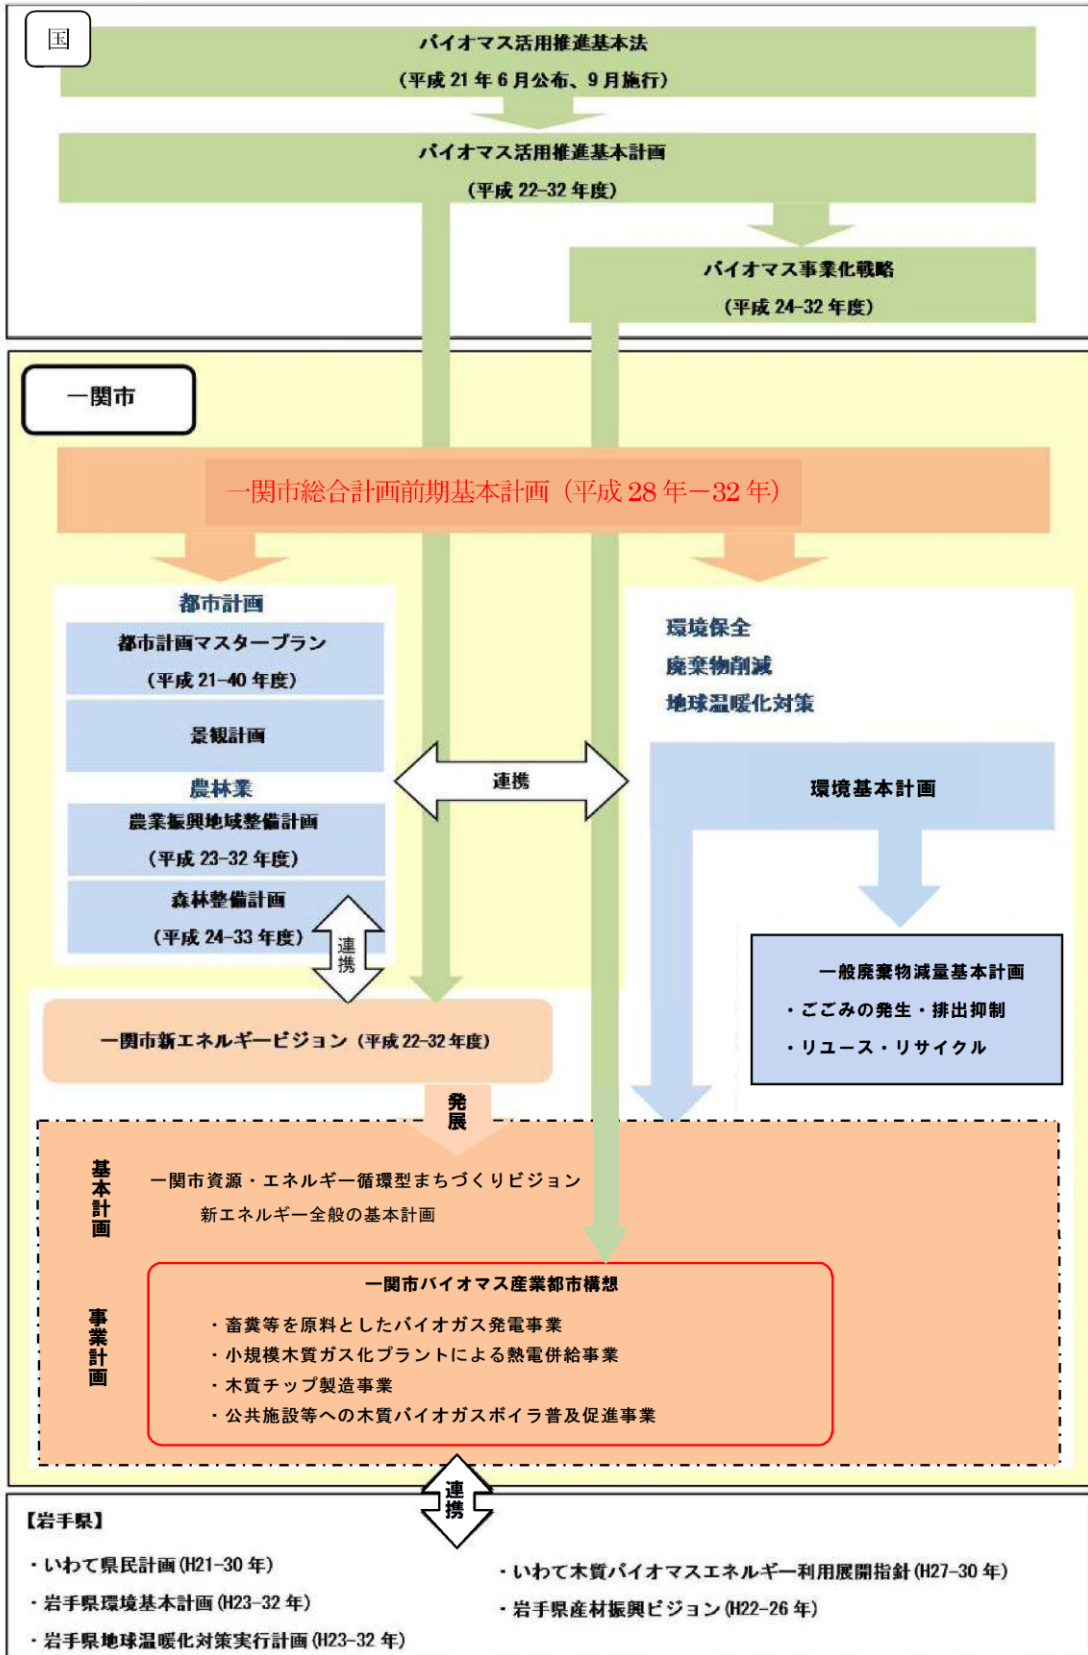 国
バイオマス活用推進基本法
(平成 21 年 6 月公布、9 月施行)
バイオマス活用推進基本計画
(平成 22-32 年度)
バイオマス事業化戦略
(平成 24-32 年度)
一関市
一関市総合計画前期基本計画（平成 28 年－32 年）
都市計画
都市計画マスタープラン
(平成 21-40 年度)
景観計画
農林業
農業振興地域整備計画
(平成 23-32 年度)
森林整備計画
(平成 24-33 年度)
連携
連携
環境保全
廃棄物削減
地球温暖化対策
環境基本計画
一般廃棄物減量基本計画
・ごごみの発生・排出抑制
・リユース・リサイクル
一関市新エネルギービジョン (平成 22-32 年度)
発展
基本計画
一関市資源・エネルギー循環型まちづくりビジョン
新エネルギー全般の基本計画
事業計画
一関市バイオマス産業都市構想
・畜糞等を原料としたバイオガス発電事業
・小規模木質ガス化プラントによる熱電併給事業
・木質チップ製造事業
・公共施設等への木質バイオガスボイラ普及促進事業
連携
【岩手県】
・いわて県民計画(H21-30 年)
・岩手県環境基本計画(H23-32 年)
・岩手県地球温暖化対策実行計画(H23-32 年)
・いわて木質バイオマスエネルギー利用展開指針(H27-30 年)
・岩手県産材振興ビジョン(H22-26 年)